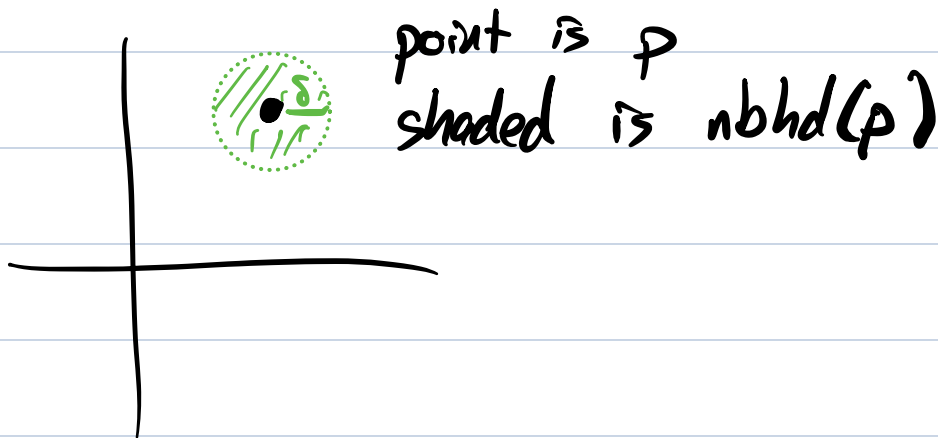 point is p
δ
shaded is nbhd(p)